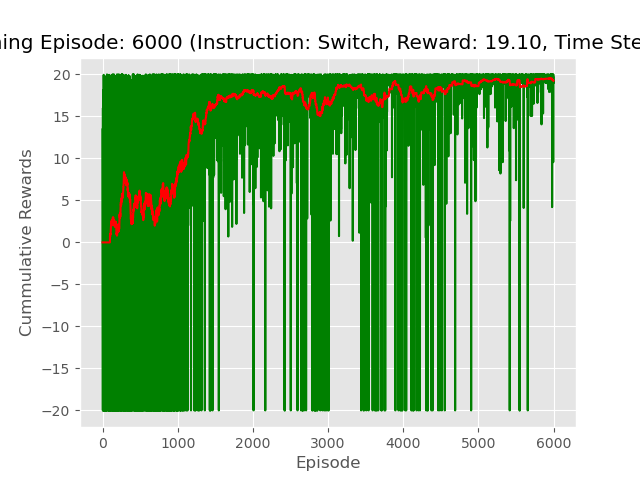 ing Episode: 6000 (Instruction: Switch, Reward: 19.10, Time Ste
20
15
10
5
0
−5
−10
−15
−20
Cummulative Rewards
0 1000 2000 3000 4000 5000 6000
Episode